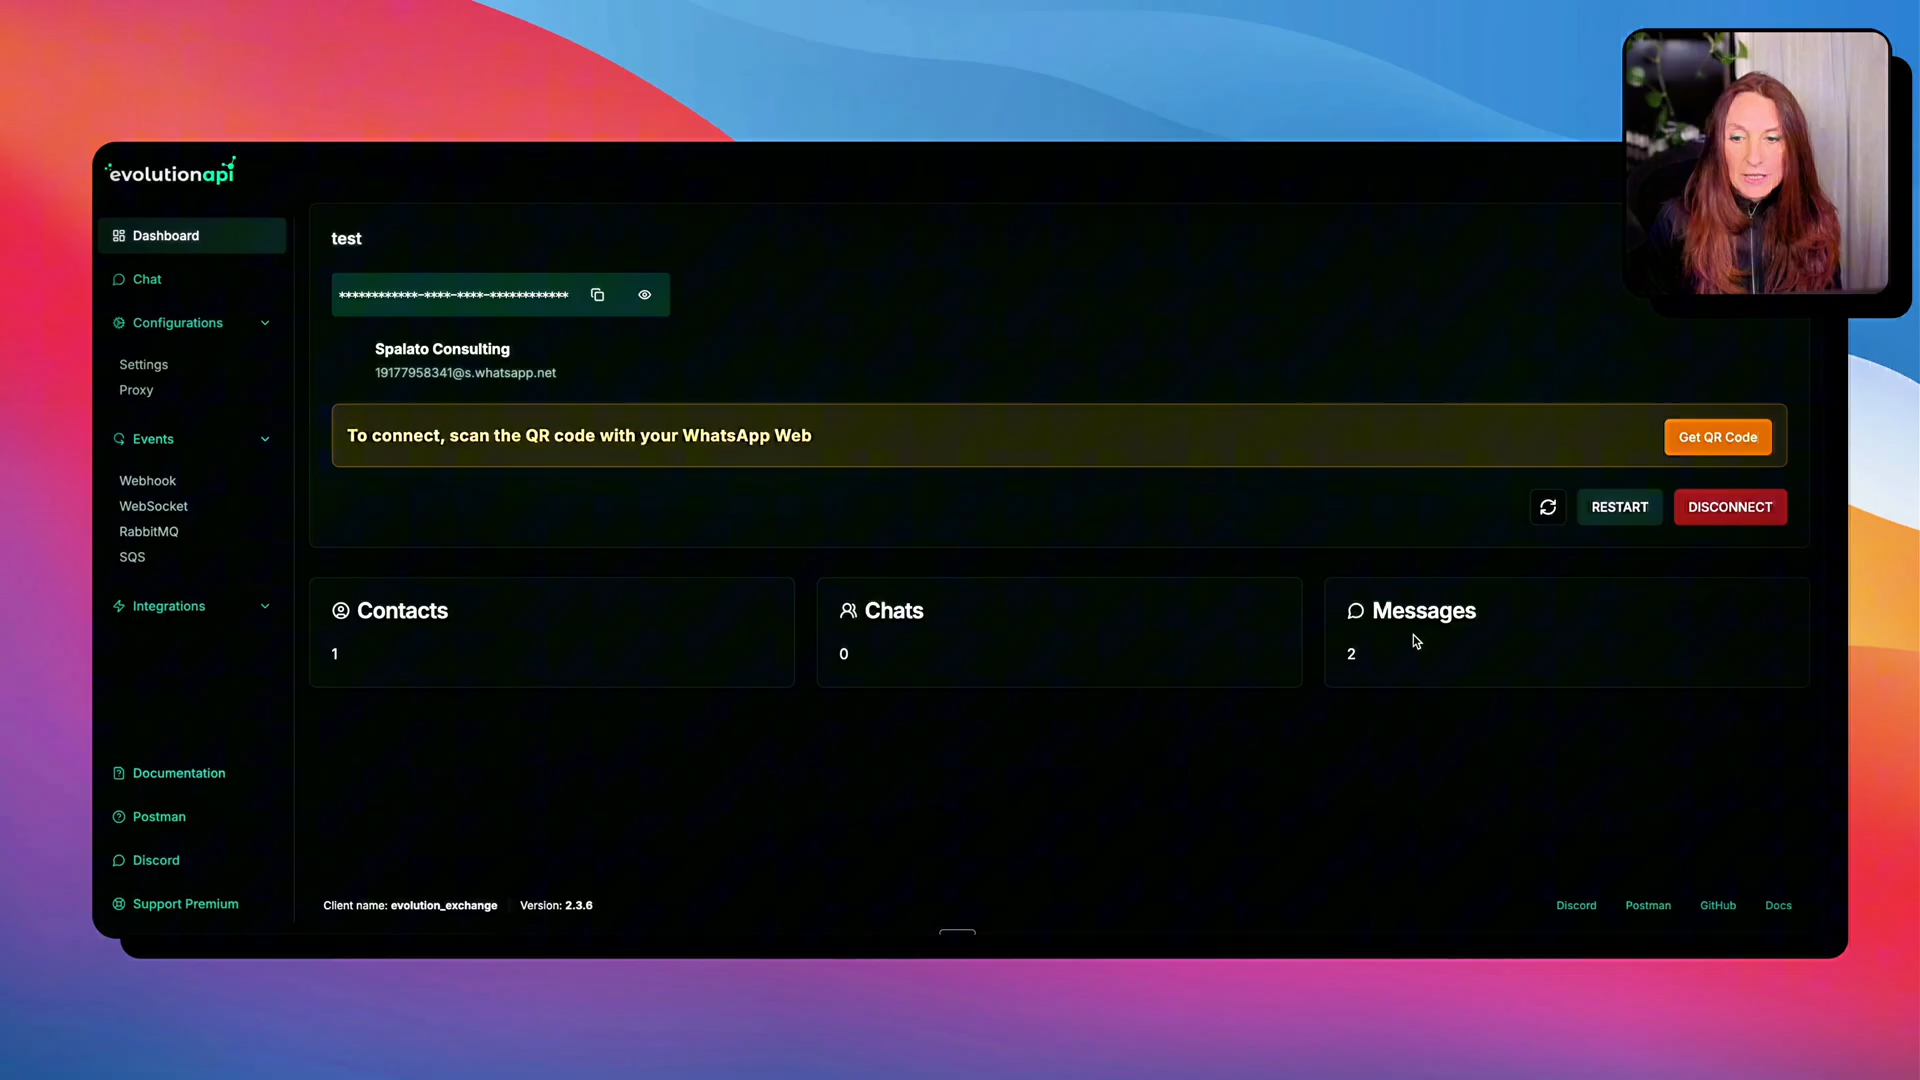 evolutionapi
Dashboard
Chat
Configurations
Settings
Proxy
Events
Webhook
WebSocket
RabbitMQ
SQS
Integrations
Documentation
Postman
Discord
Support Premium
test
************-****-****-************
Spalato Consulting
19177958341@s.whatsapp.net
To connect, scan the QR code with your WhatsApp Web
Get QR Code
RESTART
DISCONNECT
Contacts
1
Chats
0
Messages
2
Client name: evolution_exchange
Version: 2.3.6
Discord
Postman
GitHub
Docs